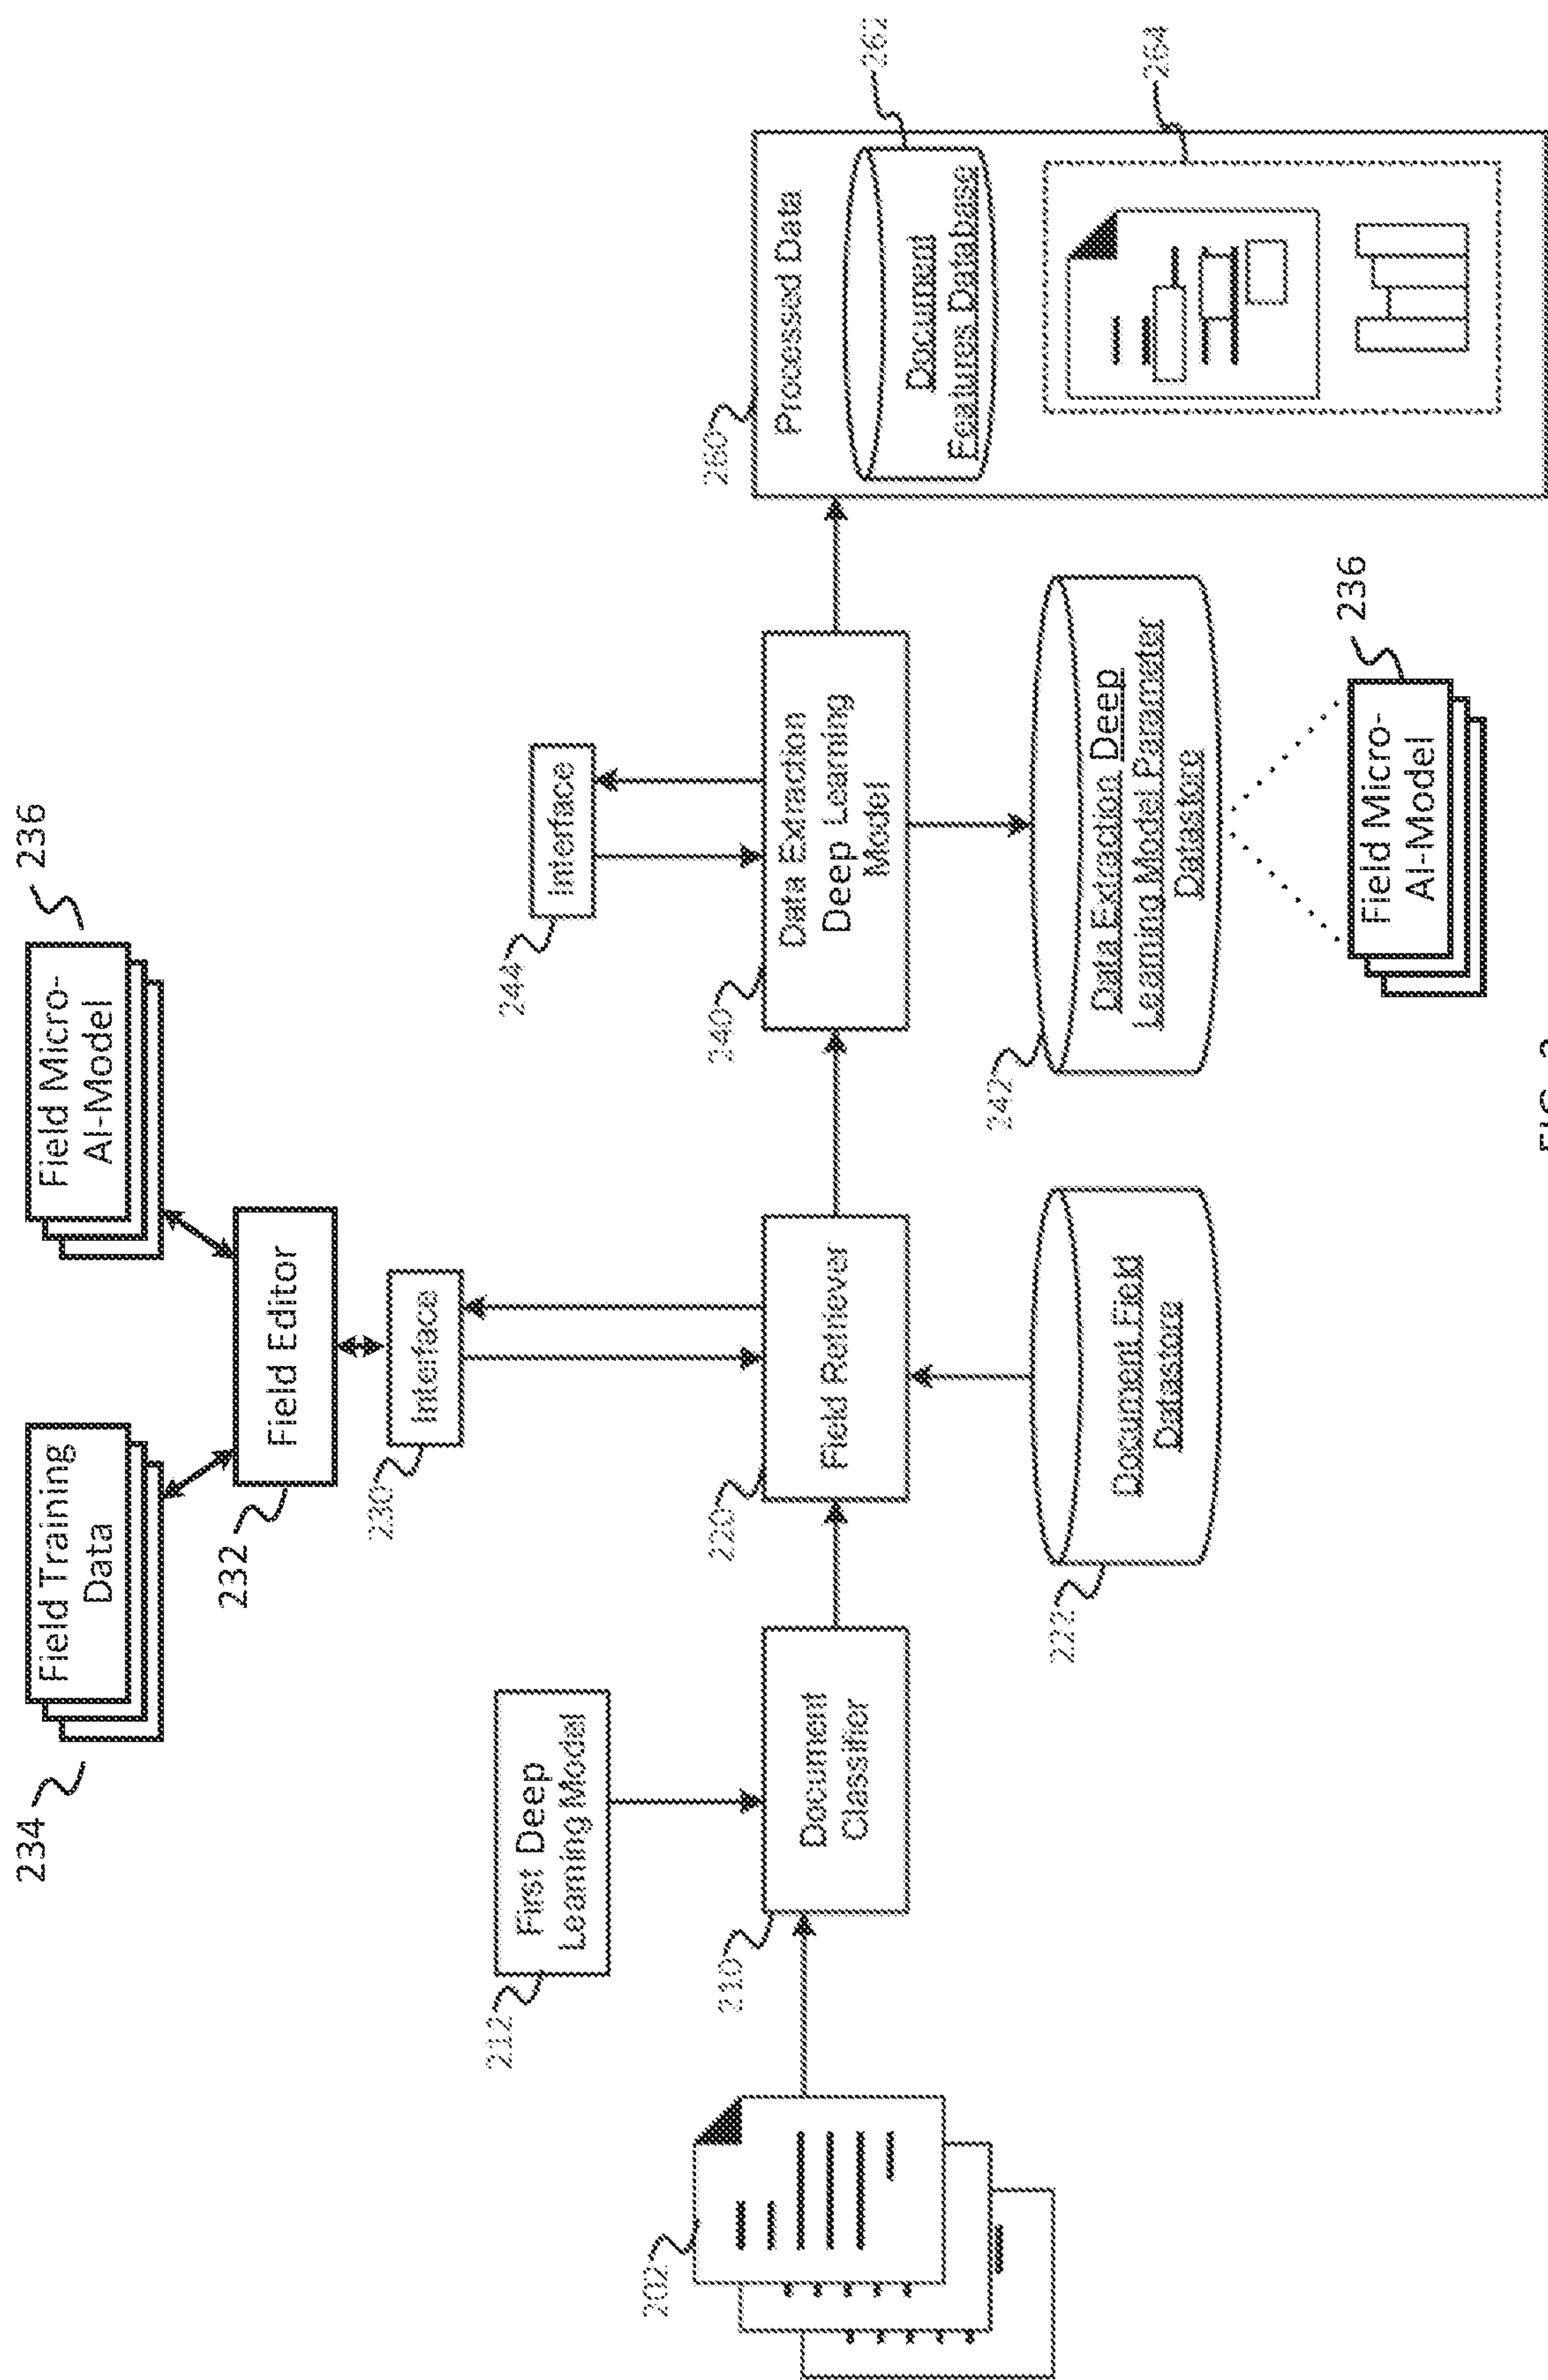 234
Field Training
Data
Field Micro-
AI-Model
236
232
Field Editor
230
Interface
244
Interface
212
First Deep
Learning Model
202
210
Document
Classifier
220
Field Retriever
240
Data Extraction
Deep Learning
Model
260
Processed Data
262
Document
Features Database
264
222
Document Field
Datastore
242
Data Extraction Deep
Learning Model Parameter
Datastore
Field Micro-
AI-Model
236